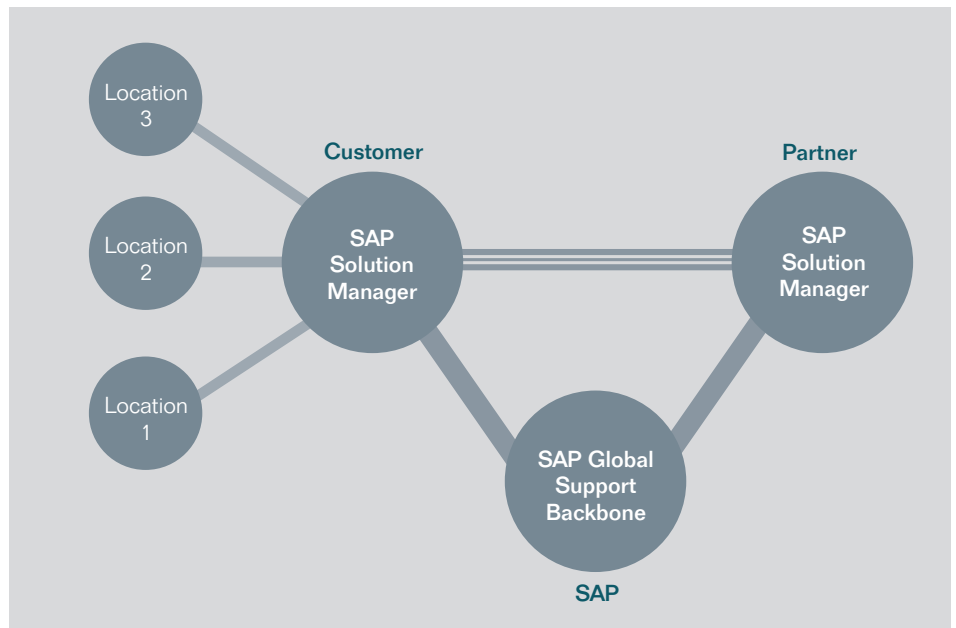 Location
3
Location
2
Location
1
Customer
SAP
Solution
Manager
Partner
SAP
Solution
Manager
SAP Global
Support
Backbone
SAP